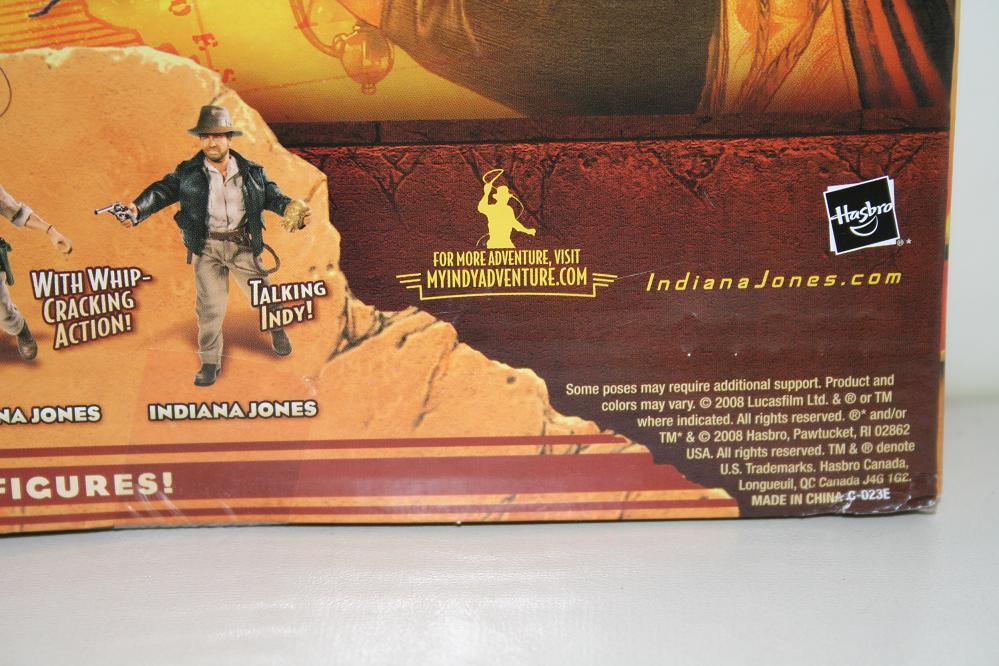 WITH WHIP-
CRACKING
ACTION!
TALKING
INDY!
NA JONES
INDIANA JONES
FIGURES!
FOR MORE ADVENTURE, VISIT
MYINDYADVENTURE.COM
IndianaJones.com
Hasbro
® *
Some poses may require additional support. Product and
colors may vary. © 2008 Lucasfilm Ltd. & ® or TM
where indicated. All rights reserved. ®* and/or
TM* & © 2008 Hasbro, Pawtucket, RI 02862
USA. All rights reserved. TM & ® denote
U.S. Trademarks. Hasbro Canada,
Longueuil, QC Canada J4G 1G2.
MADE IN CHINA C-023E